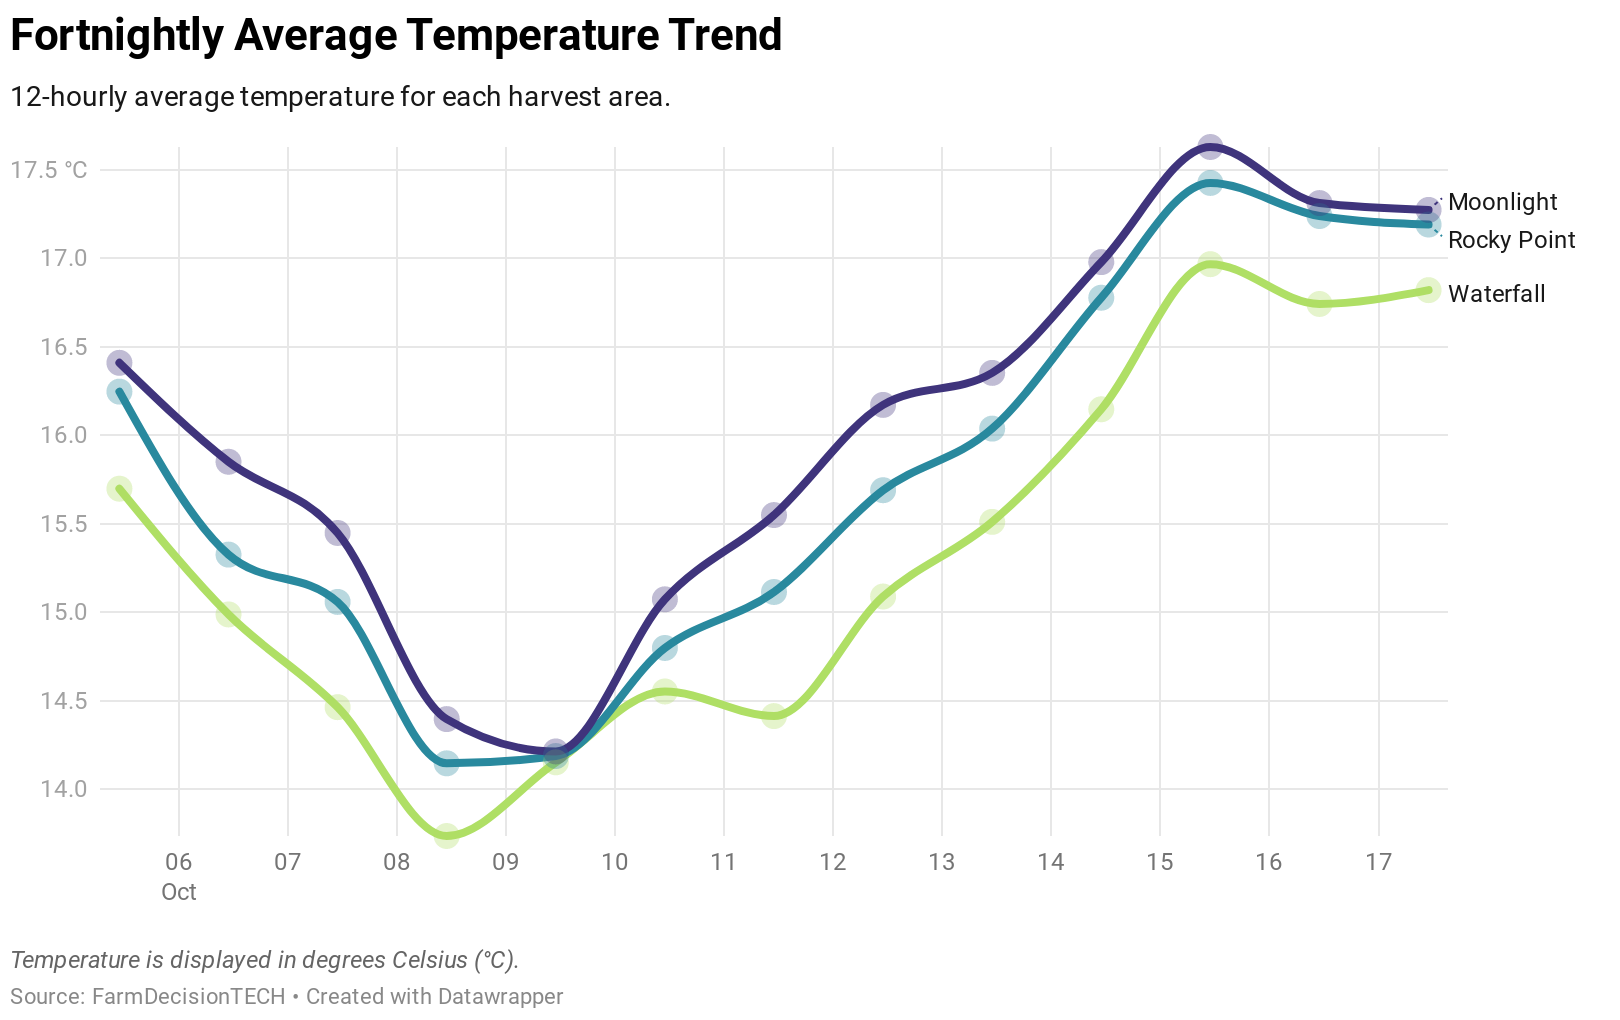 Fortnightly Average Temperature Trend
12-hourly average temperature for each harvest area.
17.5 °C
17.0
16.5
16.0
15.5
15.0
14.5
14.0
Moonlight
Rocky Point
Waterfall
06 07 08 09 10 11 12 13 14 15 16 17
Oct
Temperature is displayed in degrees Celsius (°C).
Source: FarmDecisionTECH • Created with Datawrapper